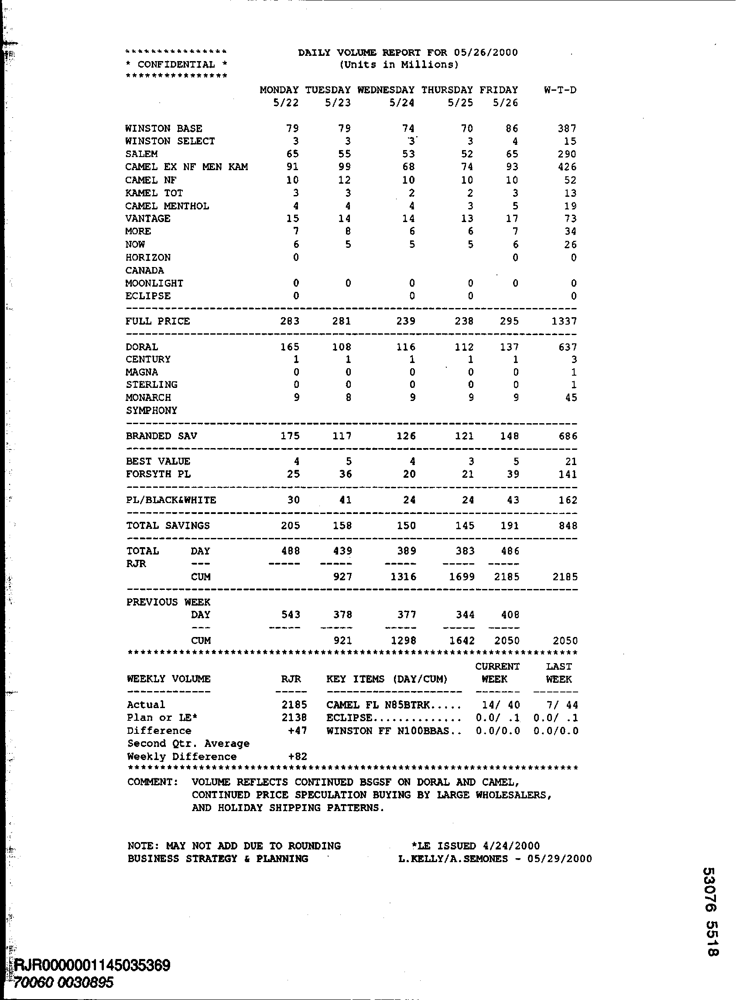 ****************          DAILY VOLUME REPORT FOR 05/26/2000
* CONFIDENTIAL *          (Units in Millions)
****************
MONDAY TUESDAY WEDNESDAY THURSDAY FRIDAY W-T-D
5/22 5/23 5/24 5/25 5/26
WINSTON BASE 79 79 74 70 86 387
WINSTON SELECT 3 3 3 3 4 15
SALEM 65 55 53 52 65 290
CAMEL EX NF MEN KAM 91 99 68 74 93 426
CAMEL NF 10 12 10 10 10 52
KAMEL TOT 3 3 2 2 3 13
CAMEL MENTHOL 4 4 4 3 5 19
VANTAGE 15 14 14 13 17 73
MORE 7 8 6 6 7 34
NOW 6 5 5 5 6 26
HORIZON 0 0 0
CANADA
MOONLIGHT 0 0 0 0 0 0
ECLIPSE 0 0 0 0
FULL PRICE 283 281 239 238 295 1337
DORAL 165 108 116 112 137 637
CENTURY 1 1 1 1 1 3
MAGNA 0 0 0 0 0 1
STERLING 0 0 0 0 0 1
MONARCH 9 8 9 9 9 45
SYMPHONY
BRANDED SAV 175 117 126 121 148 686
BEST VALUE 4 5 4 3 5 21
FORSYTH PL 25 36 20 21 39 141
PL/BLACK&WHITE 30 41 24 24 43 162
TOTAL SAVINGS 205 158 150 145 191 848
TOTAL DAY 488 439 389 383 486
RJR --- ----- ----- ----- ----- -----
CUM 927 1316 1699 2185 2185
PREVIOUS WEEK
DAY 543 378 377 344 408
--- ----- ----- ----- ----- -----
CUM 921 1298 1642 2050 2050
CURRENT LAST
WEEKLY VOLUME RJR KEY ITEMS (DAY/CUM) WEEK WEEK
Actual 2185 CAMEL FL N85BTRK..... 14/ 40 7/ 44
Plan or LE* 2138 ECLIPSE.............. 0.0/ .1 0.0/ .1
Difference +47 WINSTON FF N100BBAS.. 0.0/0.0 0.0/0.0
Second Qtr. Average
Weekly Difference +82
COMMENT: VOLUME REFLECTS CONTINUED BSGSF ON DORAL AND CAMEL,
CONTINUED PRICE SPECULATION BUYING BY LARGE WHOLESALERS,
AND HOLIDAY SHIPPING PATTERNS.
NOTE: MAY NOT ADD DUE TO ROUNDING *LE ISSUED 4/24/2000
BUSINESS STRATEGY & PLANNING L.KELLY/A.SEMONES - 05/29/2000
53076 5518
RJR0000001145035369
70060 0030895